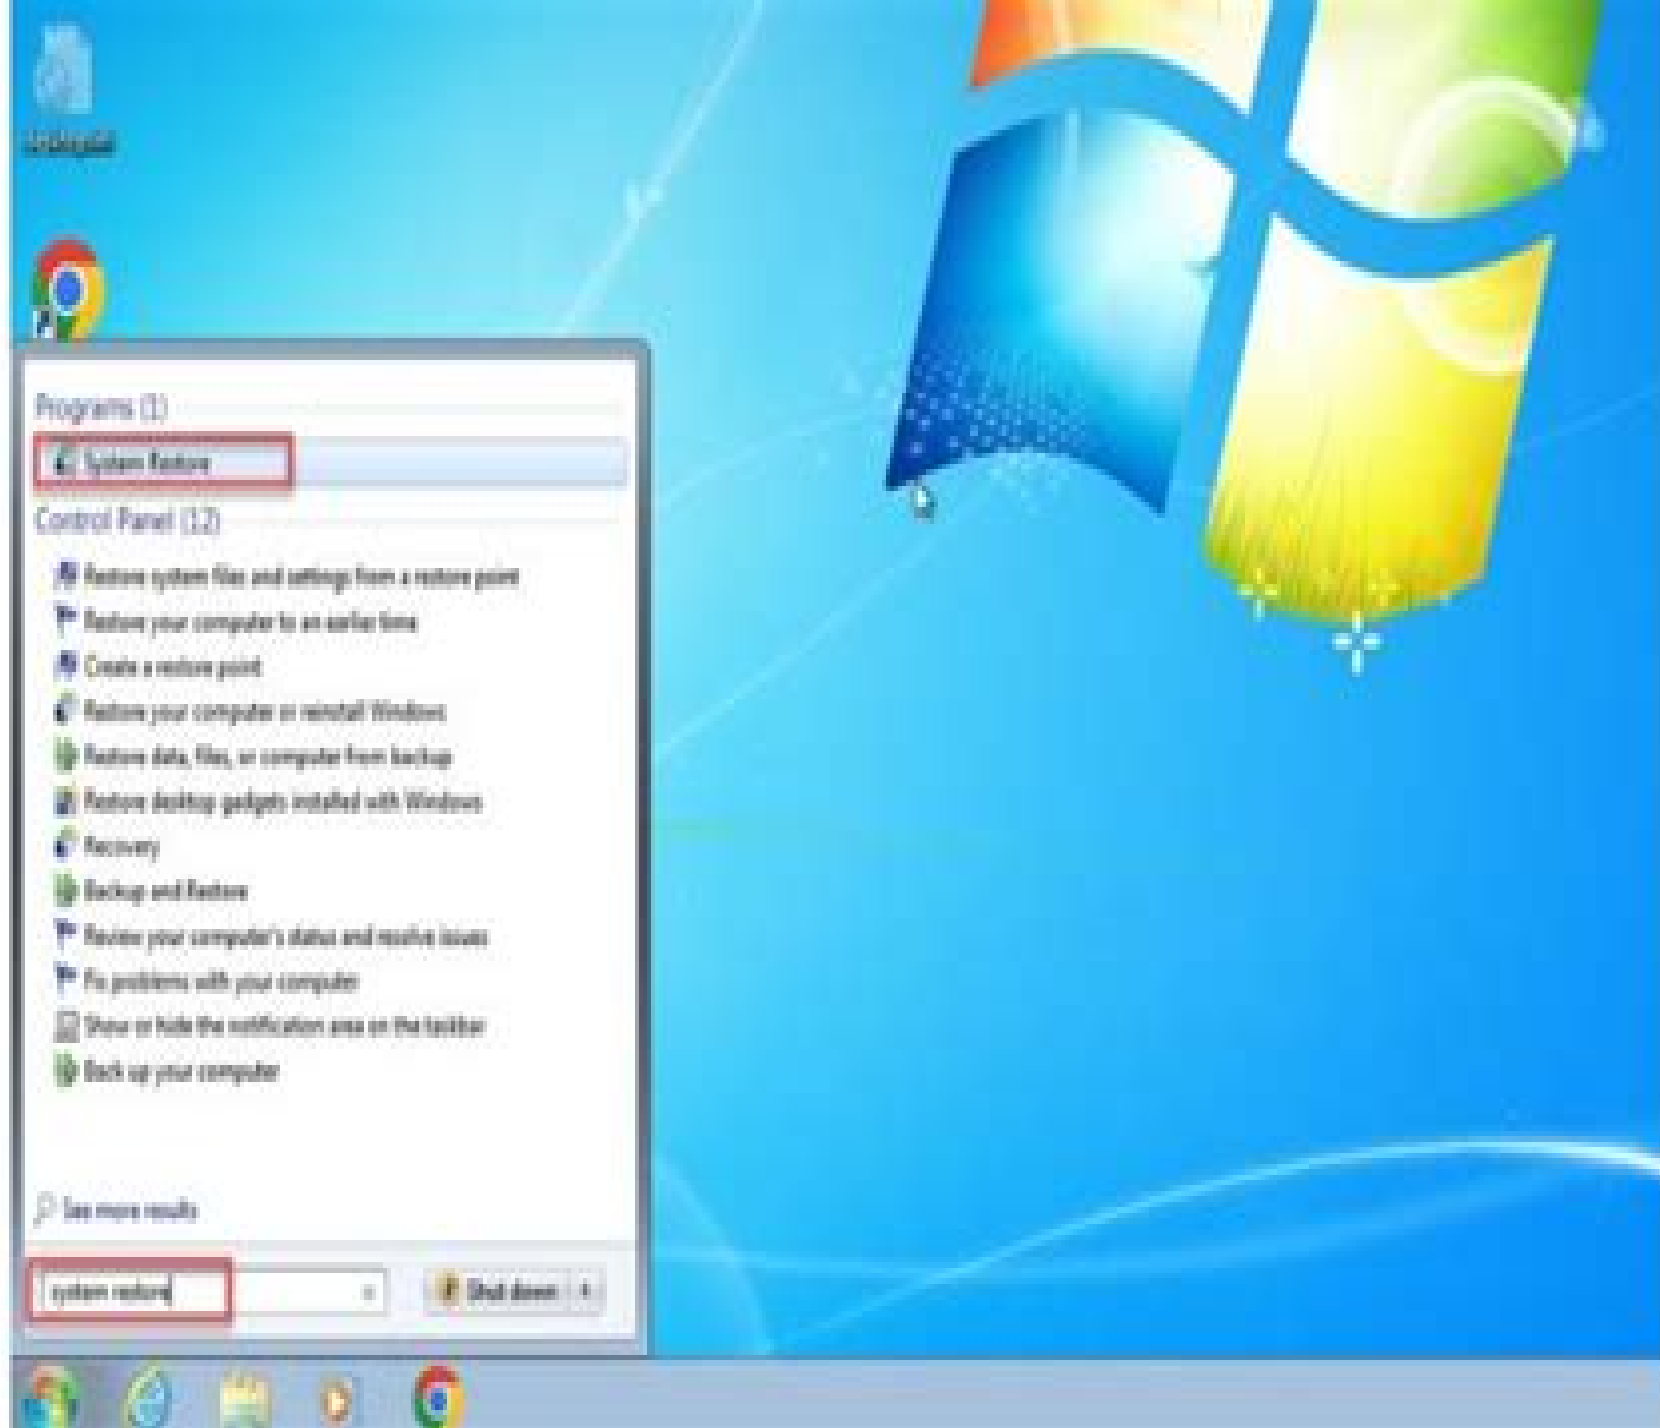 Programs (1)
System Restore
Control Panel (12)
Restore system files and settings from a restore point
Restore your computer to an earlier time
Create a restore point
Restore your computer or reinstall Windows
Restore data, files, or computer from backup
Restore desktop gadgets installed with Windows
Recovery
Backup and Restore
Review your computer's status and resolve issues
Fix problems with your computer
Show or hide the notification area on the taskbar
Back up your computer
See more results
system restore
Shut down